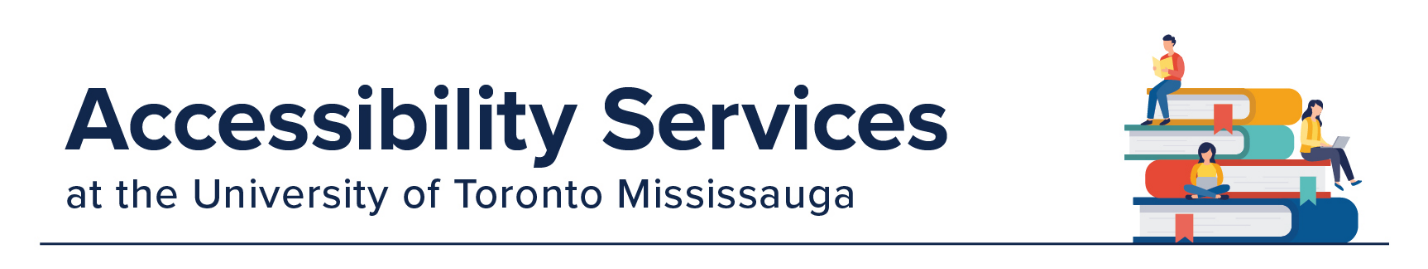 Accessibility Services
at the University of Toronto Mississauga